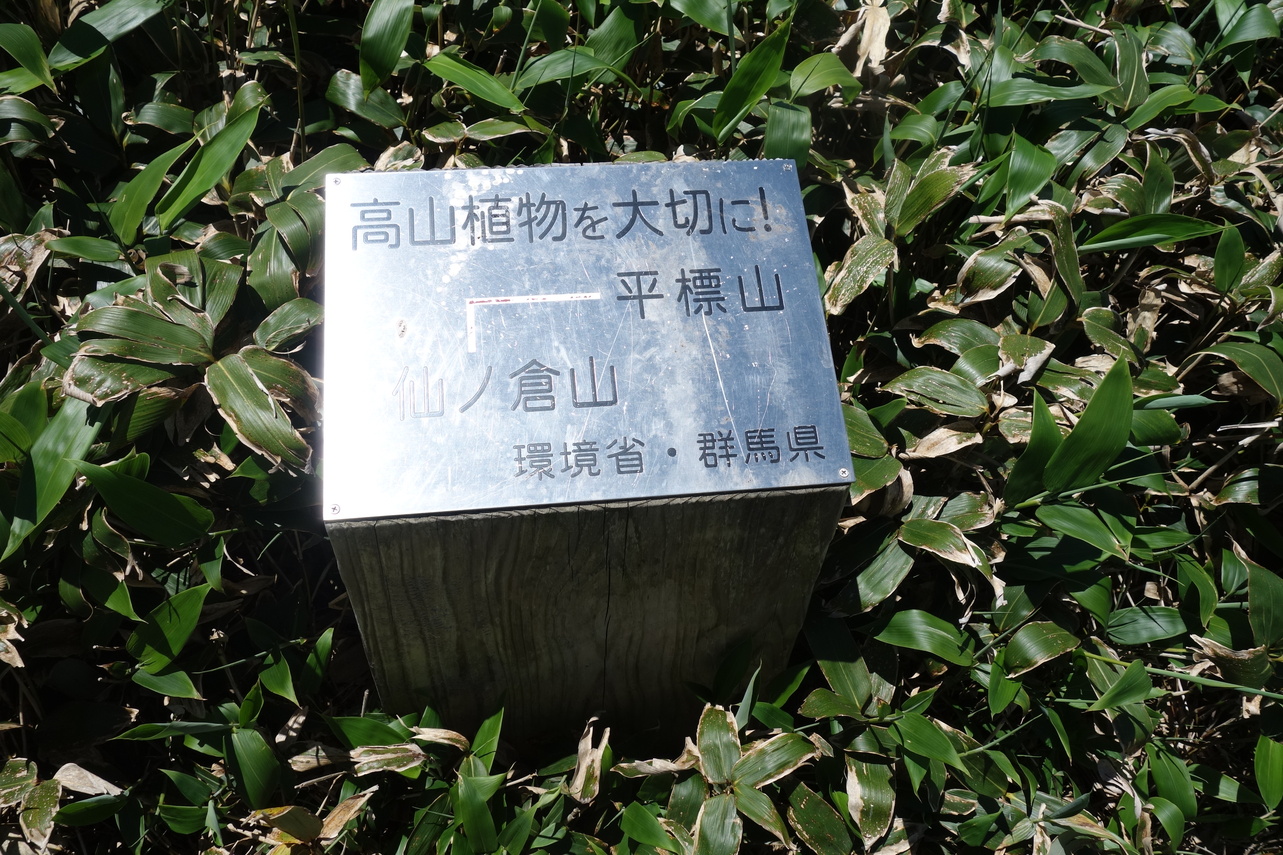 高山植物を大切に!
平標山
仙ノ倉山
環境省・群馬県